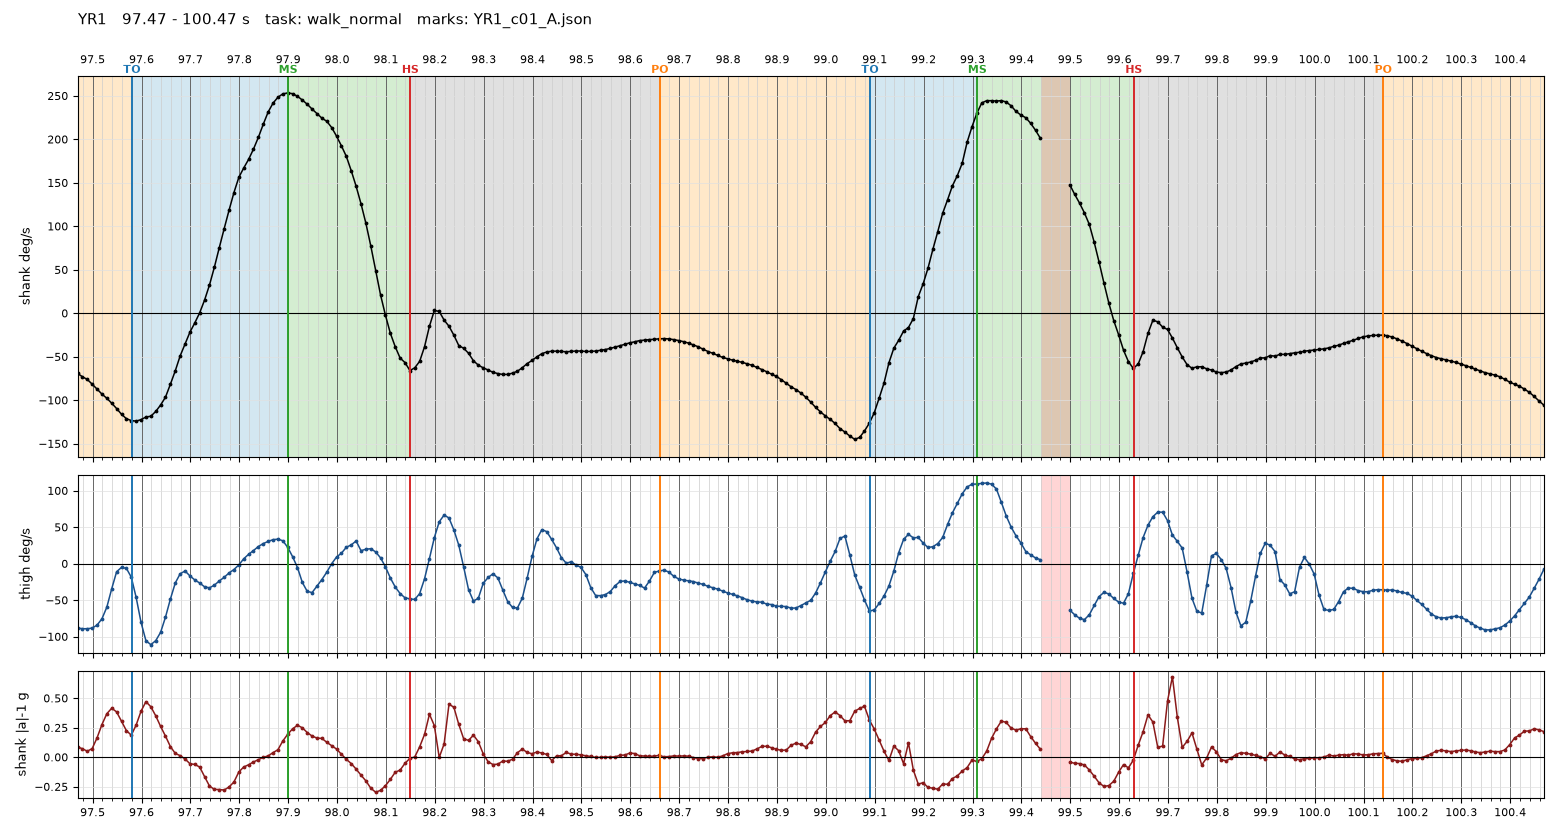 YR1   97.47 - 100.47 s   task: walk_normal   marks: YR1_c01_A.json
97.5 97.6 97.7 97.8 97.9 98.0 98.1 98.2 98.3 98.4 98.5 98.6 98.7 98.8 98.9 99.0 99.1 99.2 99.3 99.4 99.5 99.6 99.7 99.8 99.9 100.0 100.1 100.2 100.3 100.4
TO MS HS PO TO MS HS PO
shank deg/s
250
200
150
100
50
0
−50
−100
−150
thigh deg/s
100
50
0
−50
−100
shank |a|-1 g
0.50
0.25
0.00
−0.25
97.5 97.6 97.7 97.8 97.9 98.0 98.1 98.2 98.3 98.4 98.5 98.6 98.7 98.8 98.9 99.0 99.1 99.2 99.3 99.4 99.5 99.6 99.7 99.8 99.9 100.0 100.1 100.2 100.3 100.4